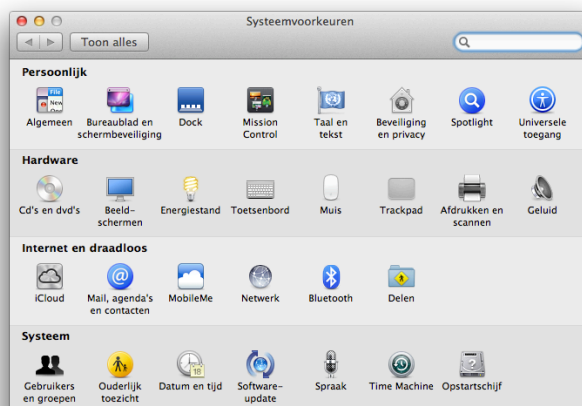 Systeemvoorkeuren
Toon alles
Persoonlijk
Algemeen Bureaublad en schermbeveiliging Dock Mission Control Taal en tekst Beveiliging en privacy Spotlight Universele toegang
Hardware
Cd's en dvd's Beeld-schermen Energiestand Toetsenbord Muis Trackpad Afdrukken en scannen Geluid
Internet en draadloos
iCloud Mail, agenda's en contacten MobileMe Netwerk Bluetooth Delen
Systeem
Gebruikers en groepen Ouderlijk toezicht Datum en tijd Software-update Spraak Time Machine Opstartschijf